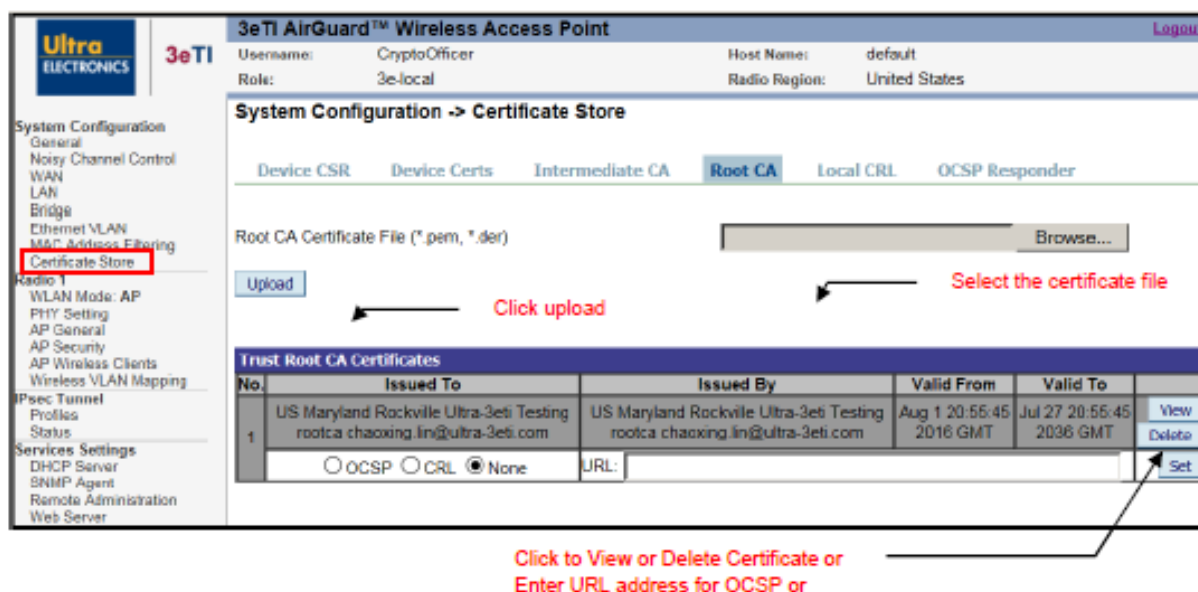 Ultra
ELECTRONICS
3eTI
3eTI AirGuard™ Wireless Access Point
Logout
Username: CryptoOfficer Host Name: default
Role: 3e-local Radio Region: United States
System Configuration -> Certificate Store
Device CSR Device Certs Intermediate CA Root CA Local CRL OCSP Responder
Root CA Certificate File (*.pem, *.der) Browse...
Upload
Click upload
Select the certificate file
Trust Root CA Certificates
No. Issued To Issued By Valid From Valid To
1 US Maryland Rockville Ultra-3eti Testing rootca chaoxing.lin@ultra-3eti.com US Maryland Rockville Ultra-3eti Testing rootca chaoxing.lin@ultra-3eti.com Aug 1 20:55:45 2016 GMT Jul 27 20:55:45 2036 GMT View Delete
OCSP CRL None URL: Set
Click to View or Delete Certificate or
Enter URL address for OCSP or
System Configuration
General
Noisy Channel Control
WAN
LAN
Bridge
Ethernet VLAN
MAC Address Filtering
Certificate Store
Radio 1
WLAN Mode: AP
PHY Setting
AP General
AP Security
AP Wireless Clients
Wireless VLAN Mapping
IPsec Tunnel
Profiles
Status
Services Settings
DHCP Server
SNMP Agent
Remote Administration
Web Server